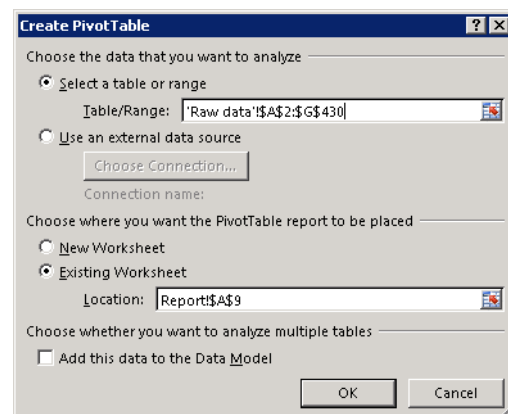 Create PivotTable
Choose the data that you want to analyze
Select a table or range
Table/Range: 'Raw data'!$A$2:$G$430
Use an external data source
Choose Connection...
Connection name:
Choose where you want the PivotTable report to be placed
New Worksheet
Existing Worksheet
Location: Report!$A$9
Choose whether you want to analyze multiple tables
Add this data to the Data Model
OK Cancel